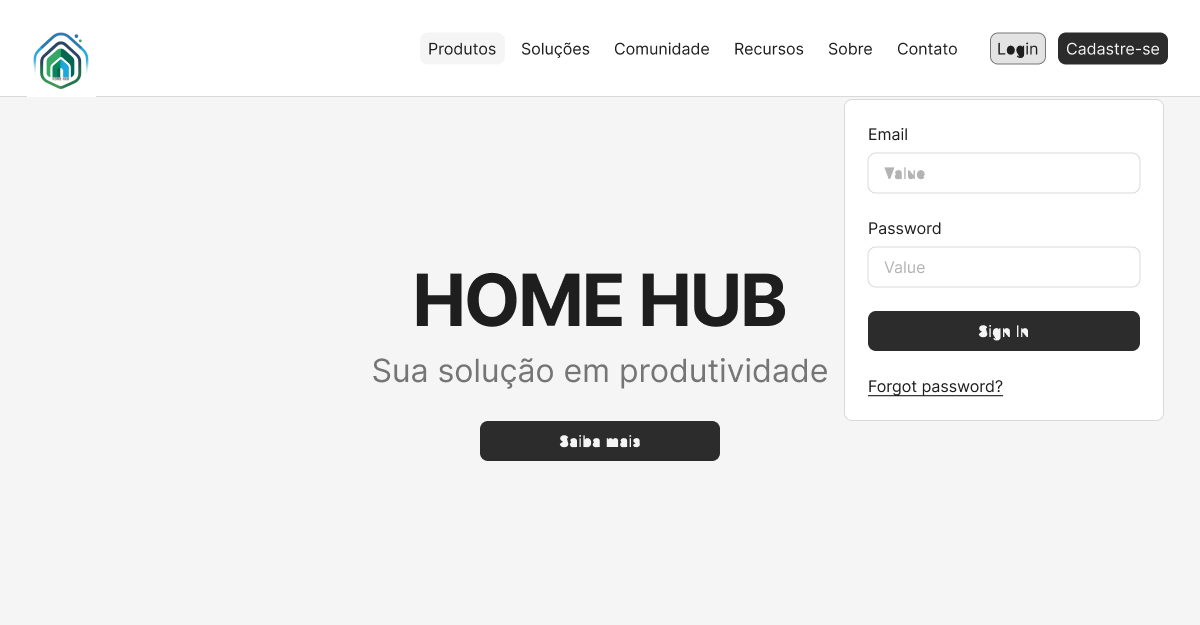 Produtos Soluções Comunidade Recursos Sobre Contato Login Cadastre-se
Email
Value
Password
Value
Sign In
Forgot password?
HOME HUB
Sua solução em produtividade
Saiba mais